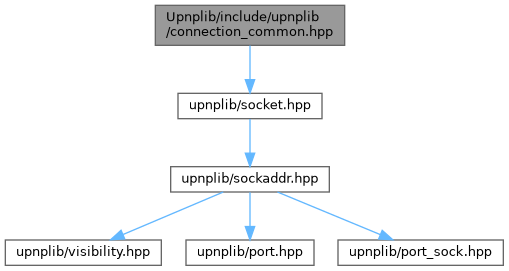 Upnplib/include/upnplib
/connection_common.hpp
upnplib/socket.hpp
upnplib/sockaddr.hpp
upnplib/visibility.hpp
upnplib/port.hpp
upnplib/port_sock.hpp